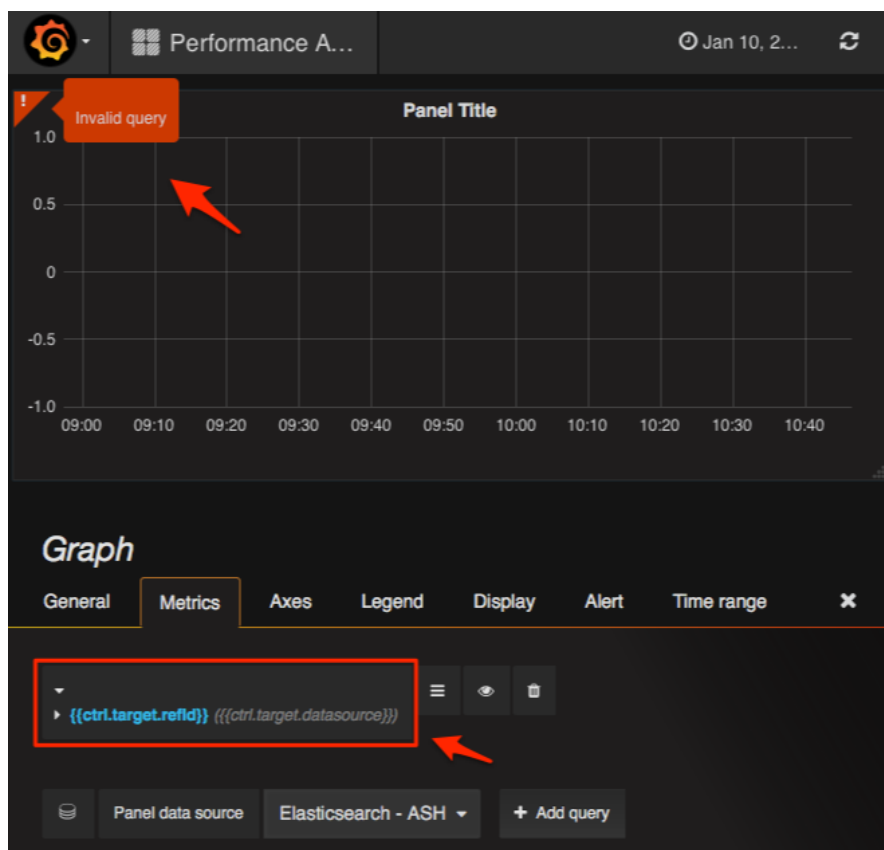 Performance A...
Jan 10, 2...
!
Invalid query
Panel Title
1.0
0.5
0
-0.5
-1.0
09:00 09:10 09:20 09:30 09:40 09:50 10:00 10:10 10:20 10:30 10:40
Graph
General Metrics Axes Legend Display Alert Time range
{{ctrl.target.refId}} ({{ctrl.target.datasource}})
Panel data source Elasticsearch - ASH + Add query